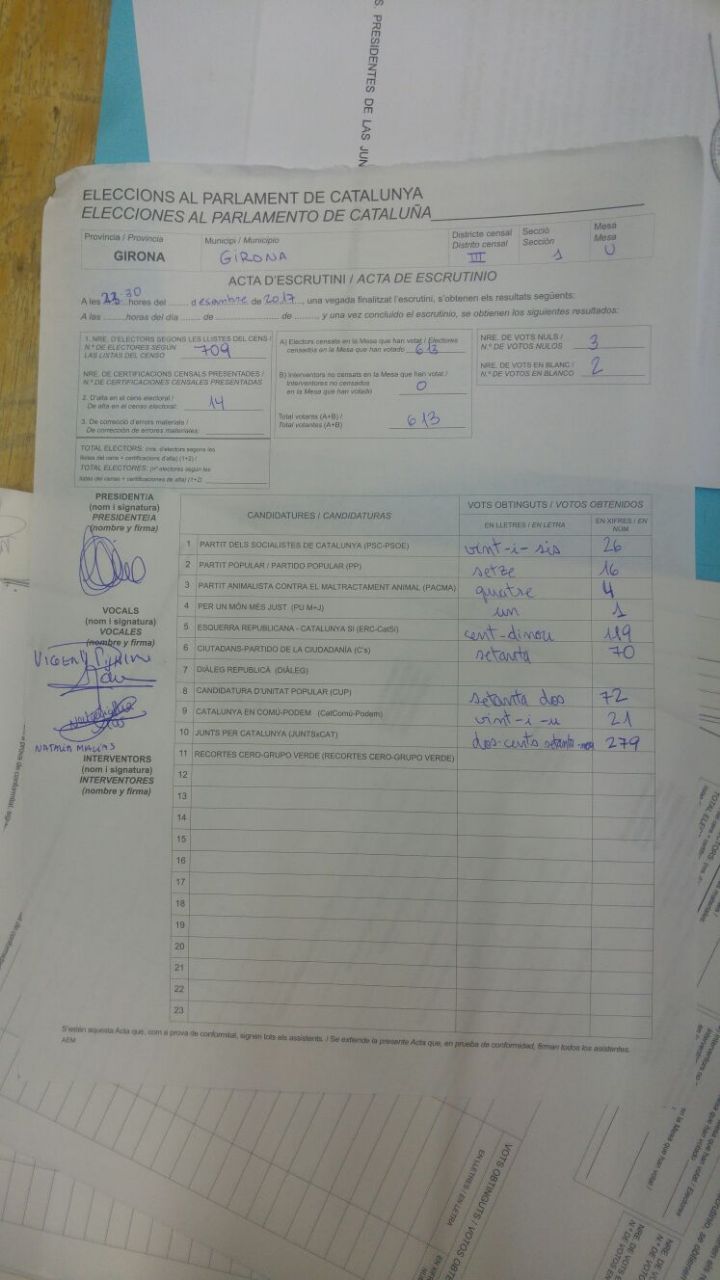 S PRESIDENTES DE LAS JUN
ELECCIONS AL PARLAMENT DE CATALUNYA
ELECCIONES AL PARLAMENTO DE CATALUÑA
Província / Provincia
GIRONA
Municipi / Municipio
GIRONA
Districte censal
Distrito censal
III
Secció
Sección
1
Mesa
Mesa
U
ACTA D'ESCRUTINI / ACTA DE ESCRUTINIO
A les 23 30 hores del ........ desembre de 2017, una vegada finalitzat l'escrutini, s'obtenen els resultats següents:
A las ........ horas del día ........ de ........ de ........, y una vez concluido el escrutinio, se obtienen los siguientes resultados:
1. NRE. D'ELECTORS SEGONS LES LLISTES DEL CENS /
N.º DE ELECTORES SEGÚN
LAS LISTAS DEL CENSO
709
NRE. DE CERTIFICACIONS CENSALS PRESENTADES /
N.º DE CERTIFICACIONES CENSALES PRESENTADAS
2. D'alta en el cens electoral /
De alta en el censo electoral:
14
3. De correcció d'errors materials /
De corrección de errores materiales:
TOTAL ELECTORS: (nre. d'electors segons les
llistes del cens + certificacions d'alta) (1+2) /
TOTAL ELECTORES: (nº electores según las
listas del censo + certificaciones de alta) (1+2)
A) Electors censats en la Mesa que han votat / Electores
censados en la Mesa que han votado 613
B) Interventors no censats en la Mesa que han votat /
Interventores no censados
en la Mesa que han votado
0
Total votants (A+B) /
Total votantes (A+B)
613
NRE. DE VOTS NULS /
N.º DE VOTOS NULOS
3
NRE. DE VOTS EN BLANC /
N.º DE VOTOS EN BLANCO
2
PRESIDENT/A
(nom i signatura)
PRESIDENTE/A
(nombre y firma)
VOCALS
(nom i signatura)
VOCALES
(nombre y firma)
NATALIA MACIAS
INTERVENTORS
(nom i signatura)
INTERVENTORES
(nombre y firma)
CANDIDATURES / CANDIDATURAS
VOTS OBTINGUTS / VOTOS OBTENIDOS
EN LLETRES / EN LETRA
EN XIFRES / EN NÚM
1 PARTIT DELS SOCIALISTES DE CATALUNYA (PSC-PSOE) vint-i-sis 26
2 PARTIT POPULAR / PARTIDO POPULAR (PP) setze 16
3 PARTIT ANIMALISTA CONTRA EL MALTRACTAMENT ANIMAL (PACMA) quatre 4
4 PER UN MÓN MÉS JUST (PU M+J) un 1
5 ESQUERRA REPUBLICANA - CATALUNYA SI (ERC-CatSí) cent-dinou 119
6 CIUTADANS-PARTIDO DE LA CIUDADANÍA (C's) setanta 70
7 DIÀLEG REPUBLICÀ (DIÀLEG)
8 CANDIDATURA D'UNITAT POPULAR (CUP) setanta dos 72
9 CATALUNYA EN COMÚ-PODEM (CatComú-Podem) vint-i-u 21
10 JUNTS PER CATALUNYA (JUNTSxCAT) dos-cents setanta-nou 279
11 RECORTES CERO-GRUPO VERDE (RECORTES CERO-GRUPO VERDE)
12
13
14
15
16
17
18
19
20
21
22
23
S'estén aquesta Acta que, com a prova de conformitat, signen tots els assistents. / Se extiende la presente Acta que, en prueba de conformidad, firman todos los asistentes.
AEM
VOTS OBTINGUTS / VOTOS OBTE
EN LLETRES / EN LETRA